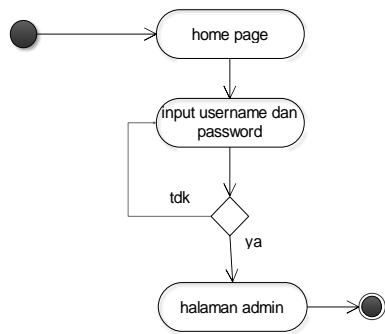 home page
input username dan
password
tdk
ya
halaman admin